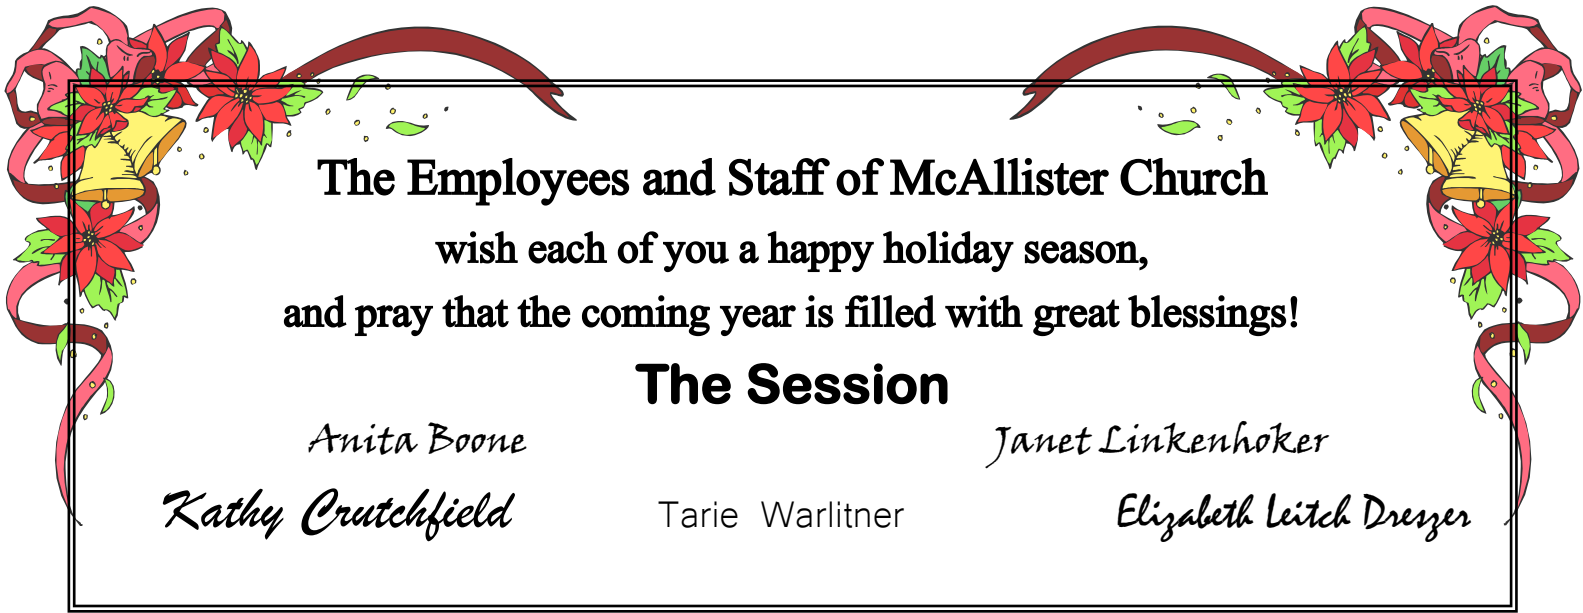 The Employees and Staff of McAllister Church
wish each of you a happy holiday season,
and pray that the coming year is filled with great blessings!
The Session
Anita Boone Janet Linkenhoker
Kathy Crutchfield Tarie Warlitner Elizabeth Leitch Dreszer